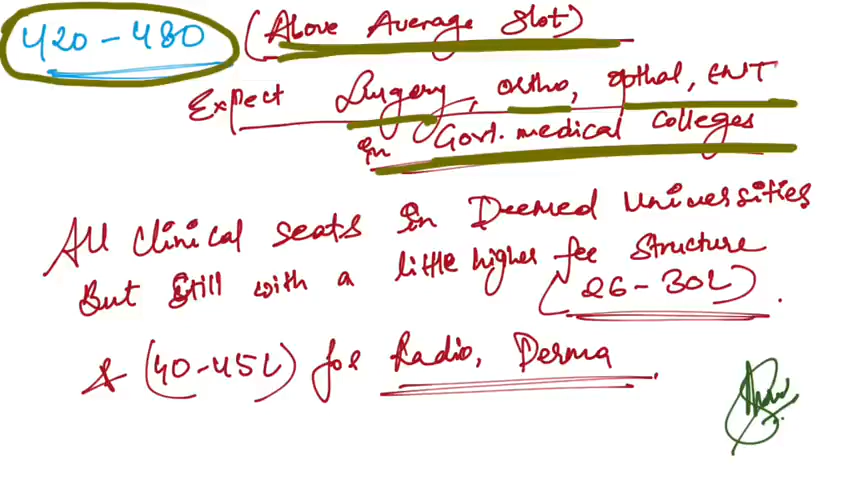 420 - 480 (Above Average Slot)
Expect Surgery, ortho, opthal, ENT
in Govt. medical colleges
All clinical seats in Deemed Universities
But still with a little higher fee structure
(26 - 30L).
& (40-45L) for Radio, Derma.